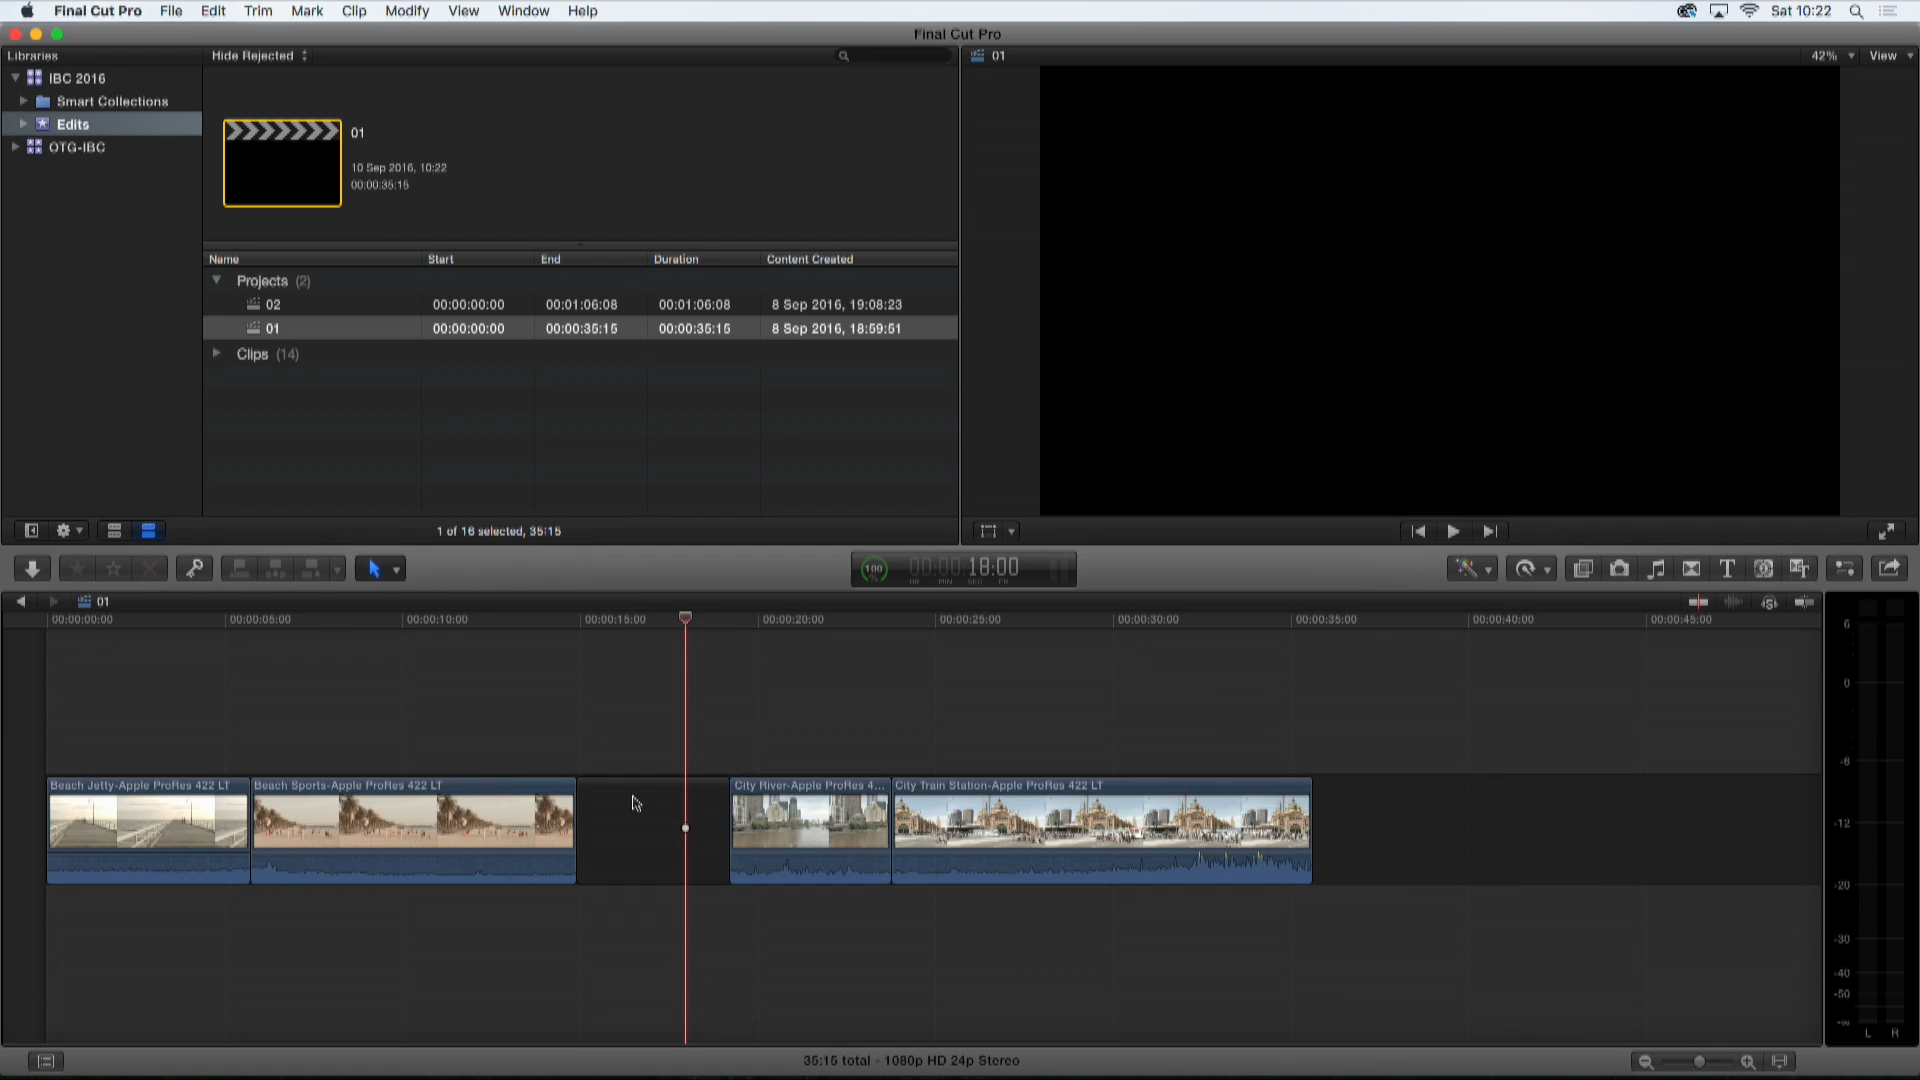 Final Cut Pro File Edit Trim Mark Clip Modify View Window Help Sat 10:22
Final Cut Pro
Libraries Hide Rejected 01 42% View
IBC 2016
Smart Collections
Edits
OTG-IBC
01
10 Sep 2016, 10:22
00:00:35:15
Name Start End Duration Content Created
Projects (2)
02 00:00:00:00 00:01:06:08 00:01:06:08 8 Sep 2016, 19:08:23
01 00:00:00:00 00:00:35:15 00:00:35:15 8 Sep 2016, 18:59:51
Clips (14)
1 of 16 selected, 35:15
100 % 00:00:18:00
HR MIN SEC FR
01
00:00:00:00 00:00:05:00 00:00:10:00 00:00:15:00 00:00:20:00 00:00:25:00 00:00:30:00 00:00:35:00 00:00:40:00 00:00:45:00
Beach Jetty-Apple ProRes 422 LT Beach Sports-Apple ProRes 422 LT City River-Apple ProRes 4... City Train Station-Apple ProRes 422 LT
6
0
-6
-12
-20
-30
-40
-50
-∞
L R
35:15 total - 1080p HD 24p Stereo